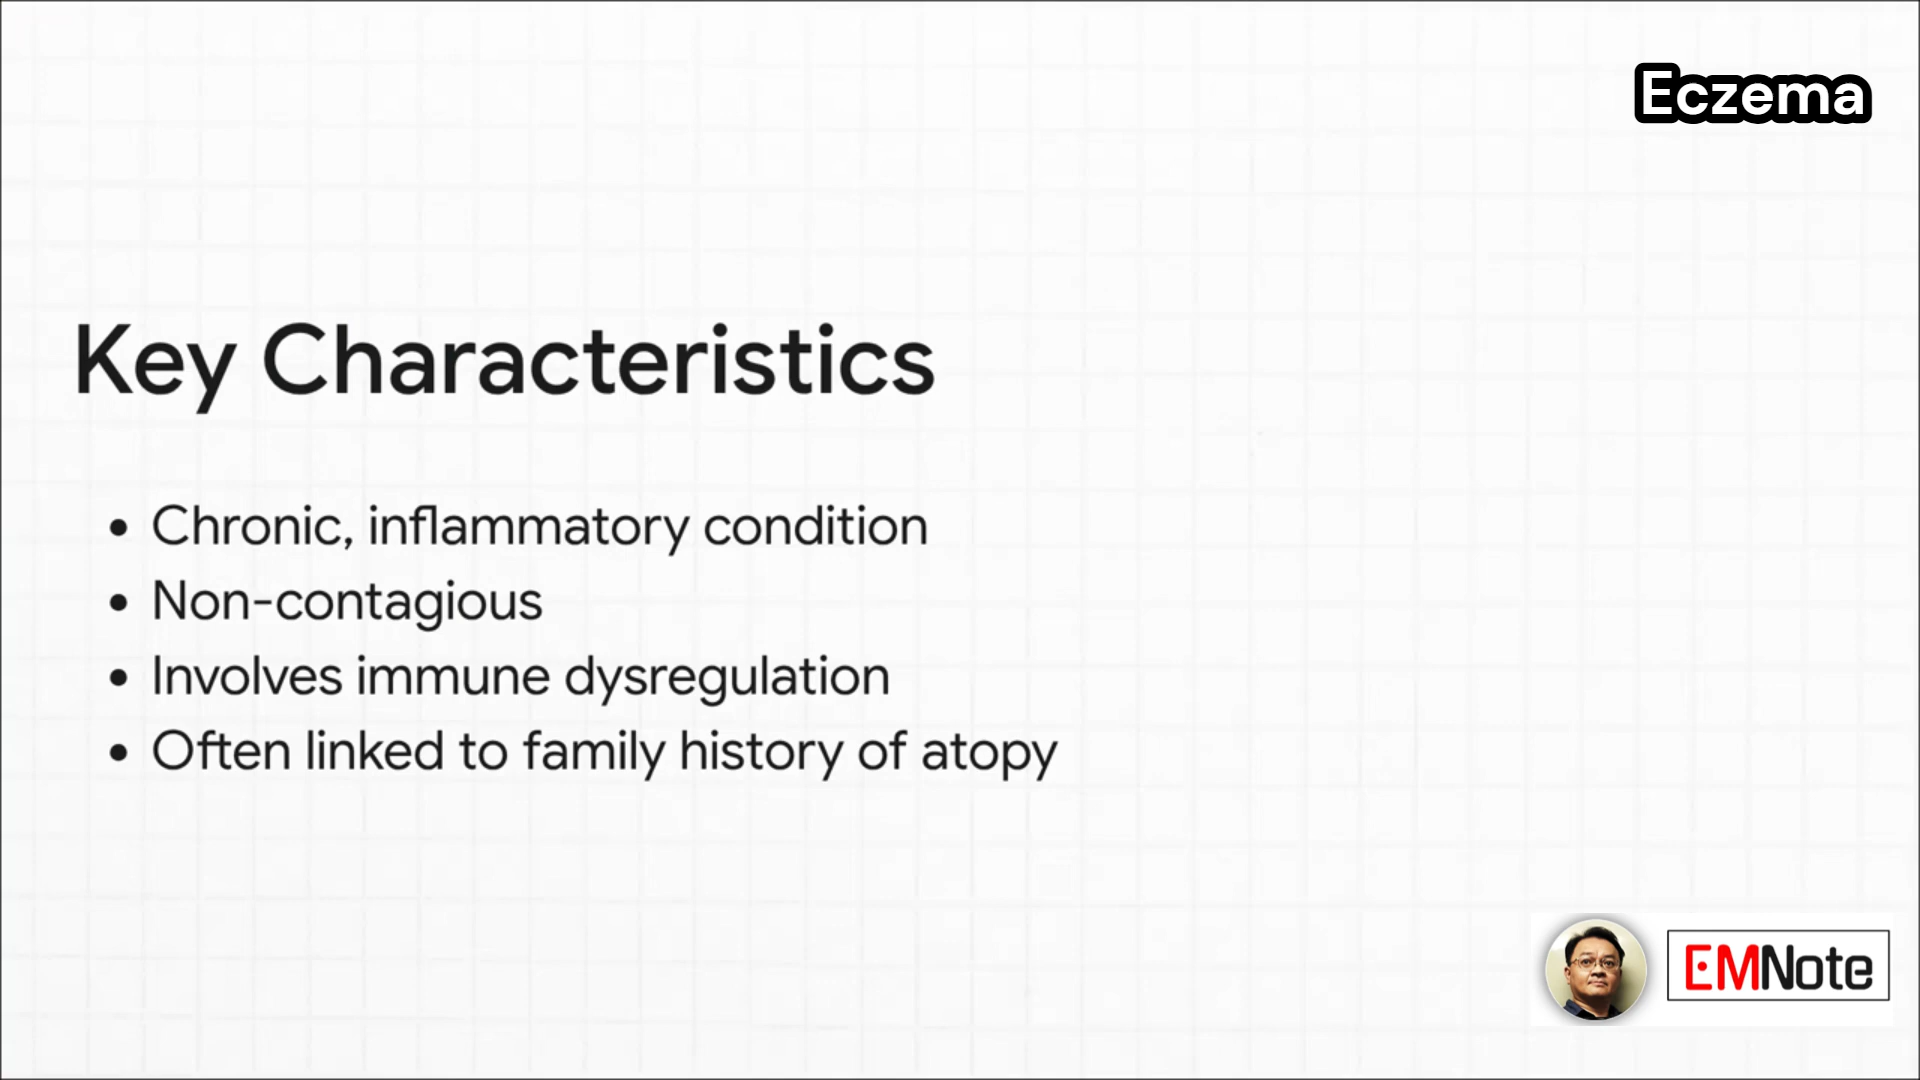 Eczema
Key Characteristics
• Chronic, inflammatory condition
• Non-contagious
• Involves immune dysregulation
• Often linked to family history of atopy
EMNote